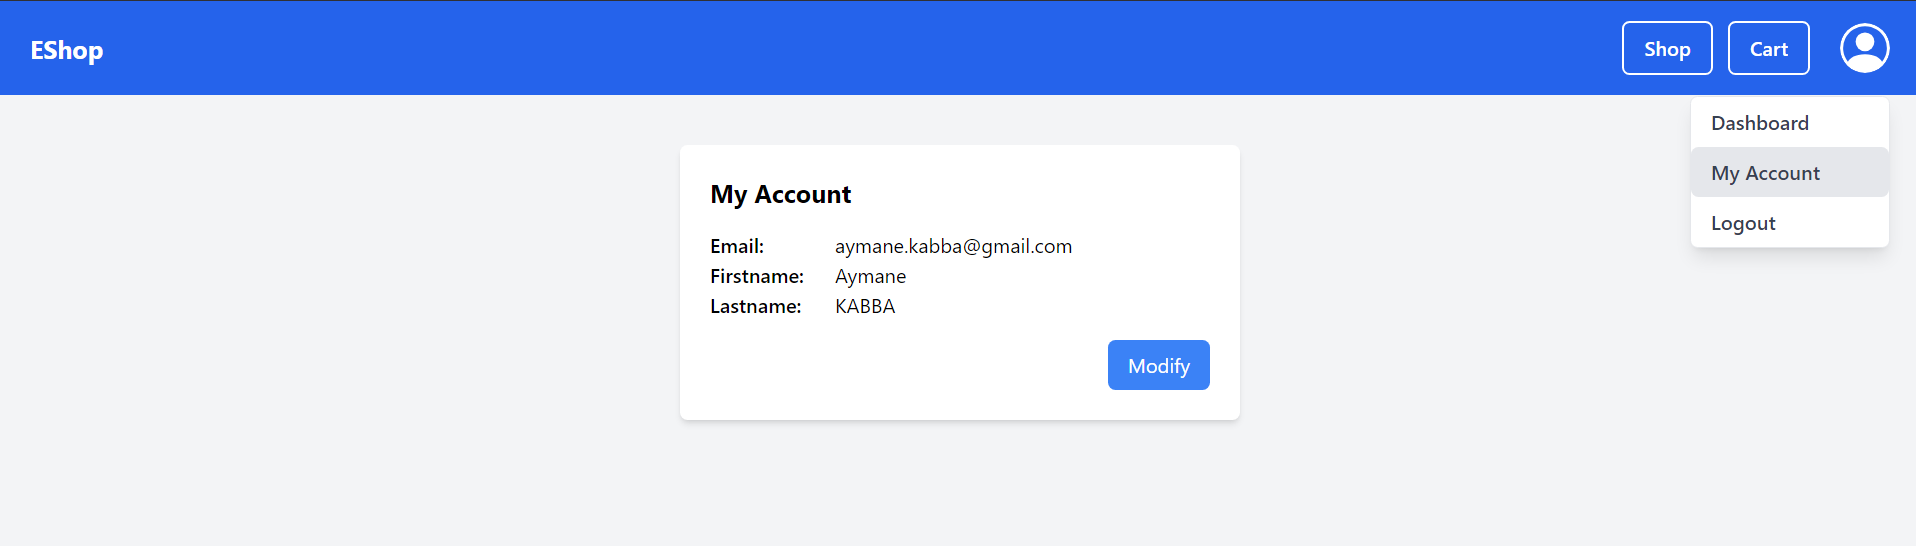 EShop
Shop
Cart
Dashboard
My Account
Logout
My Account
Email: aymane.kabba@gmail.com
Firstname: Aymane
Lastname: KABBA
Modify